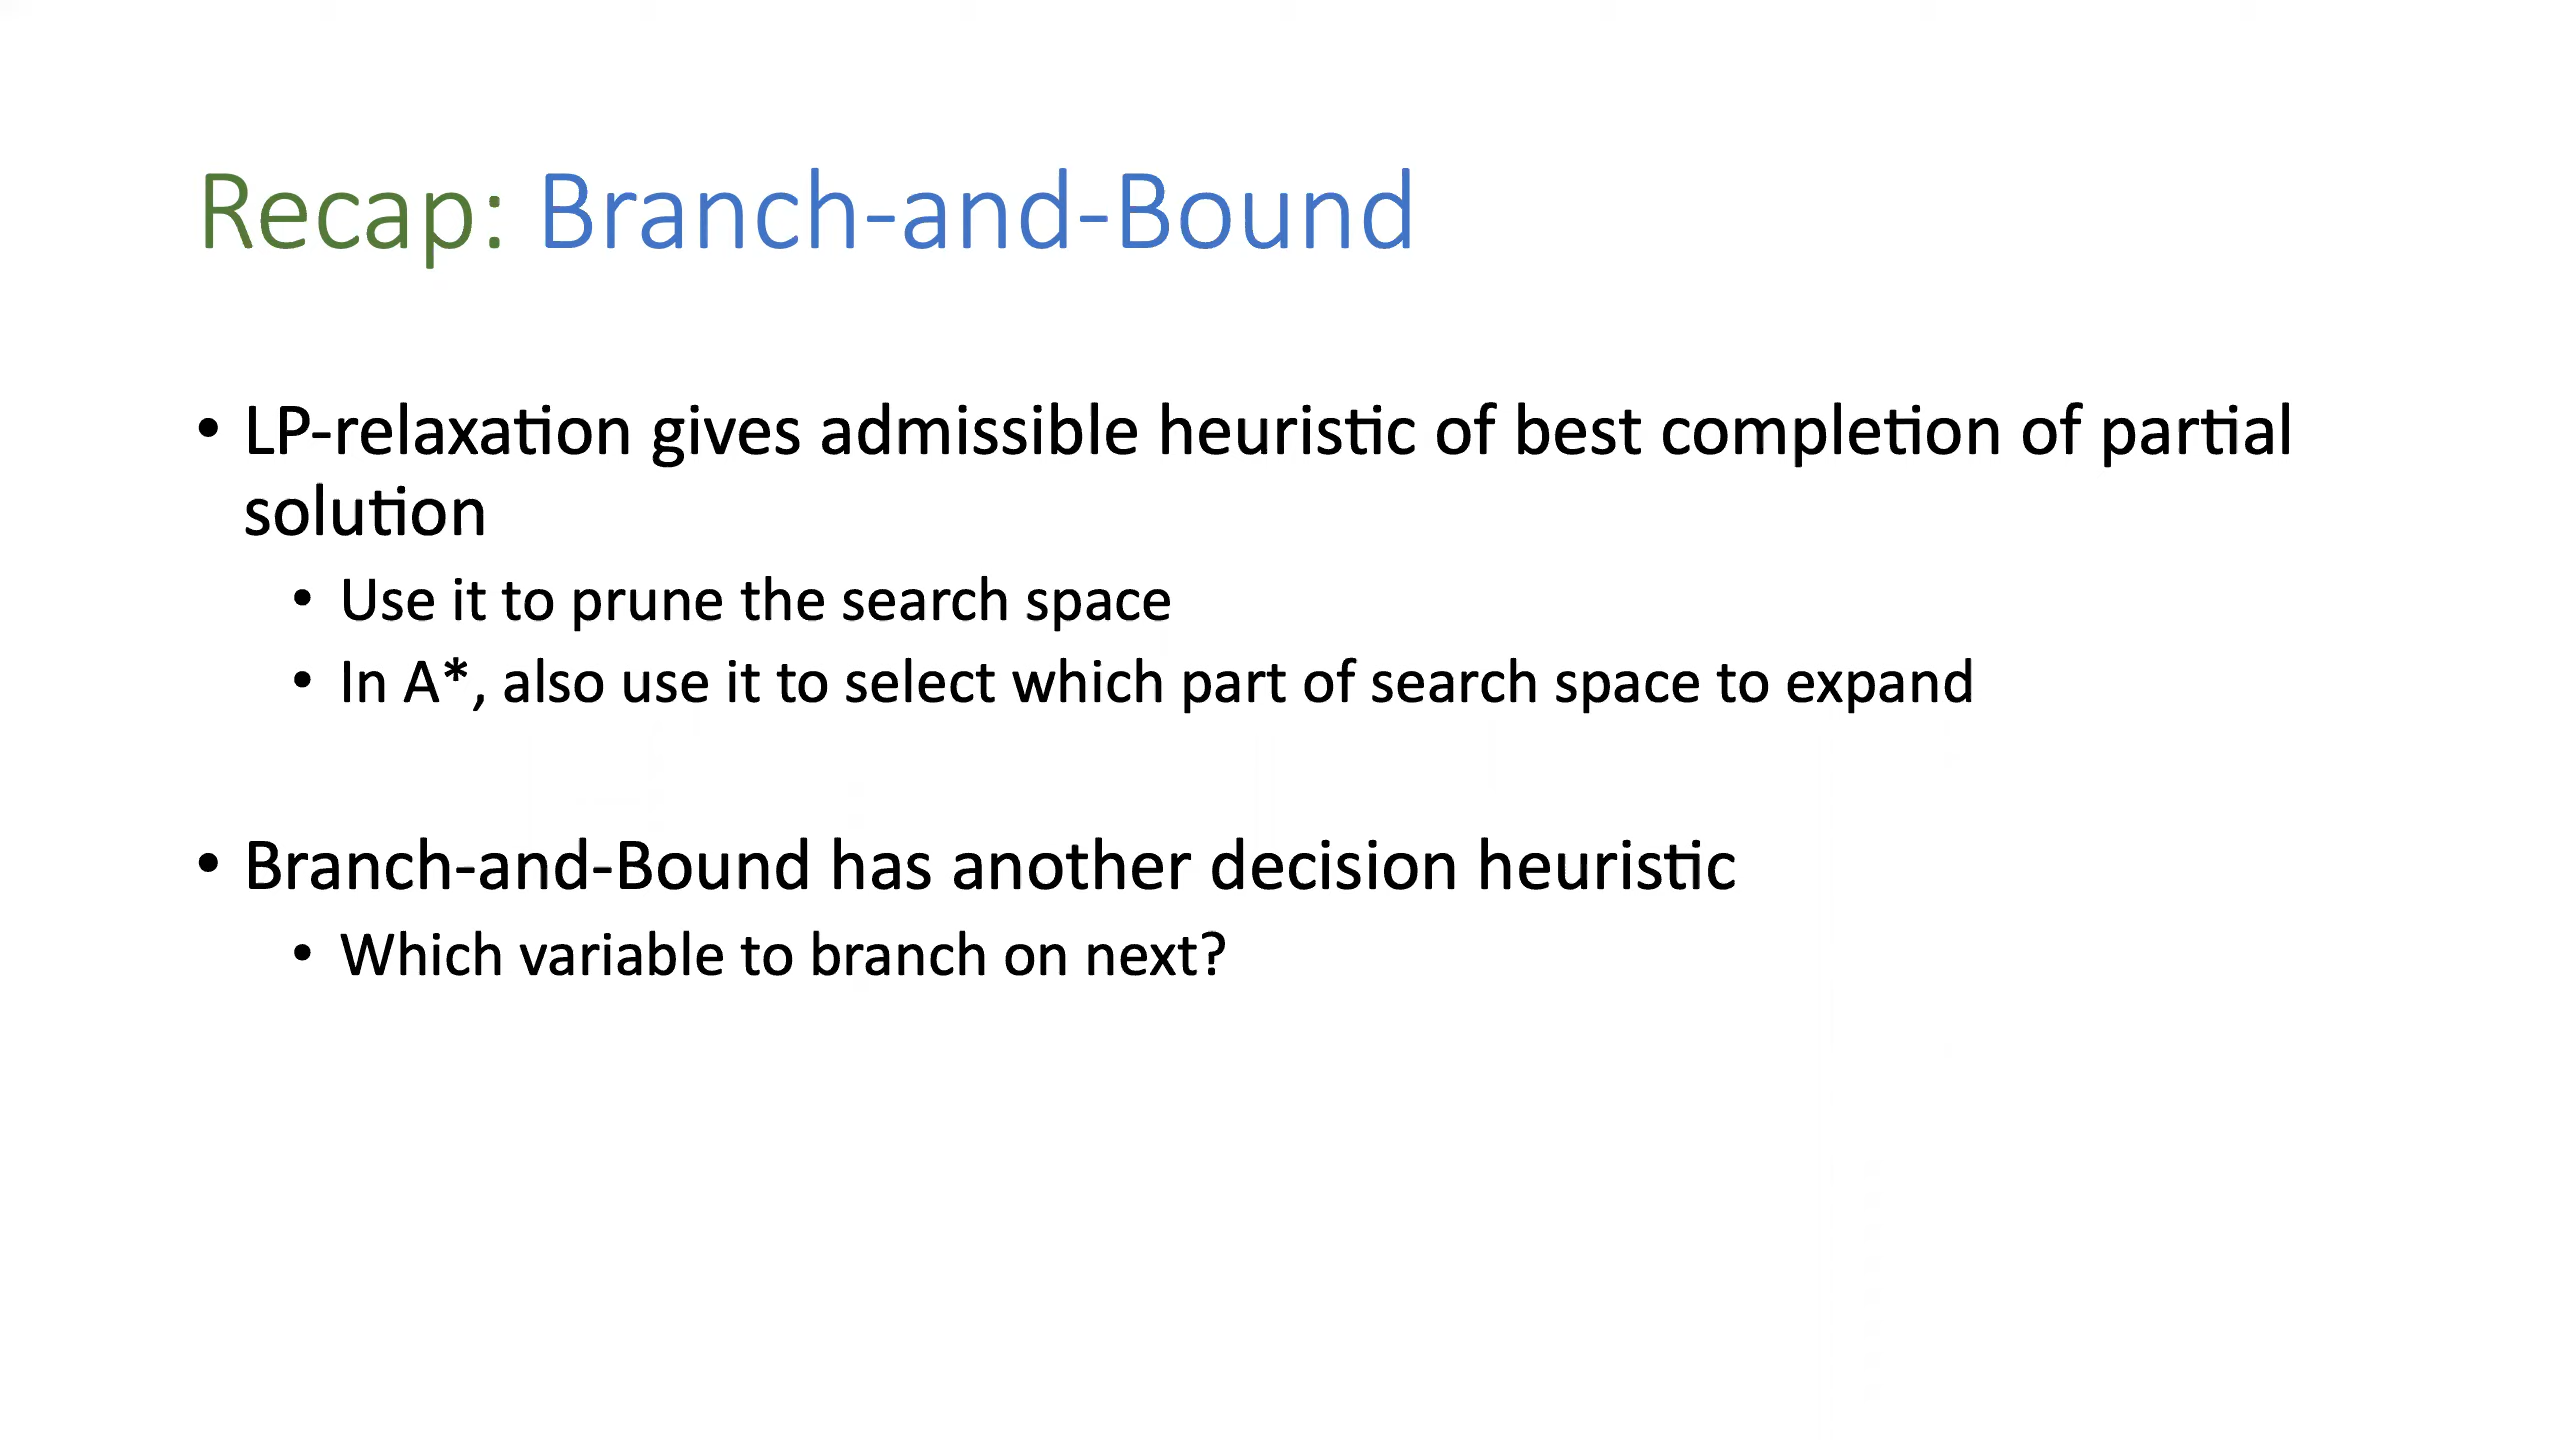 Recap: Branch-and-Bound
• LP-relaxation gives admissible heuristic of best completion of partial
solution
• Use it to prune the search space
• In A*, also use it to select which part of search space to expand
• Branch-and-Bound has another decision heuristic
• Which variable to branch on next?